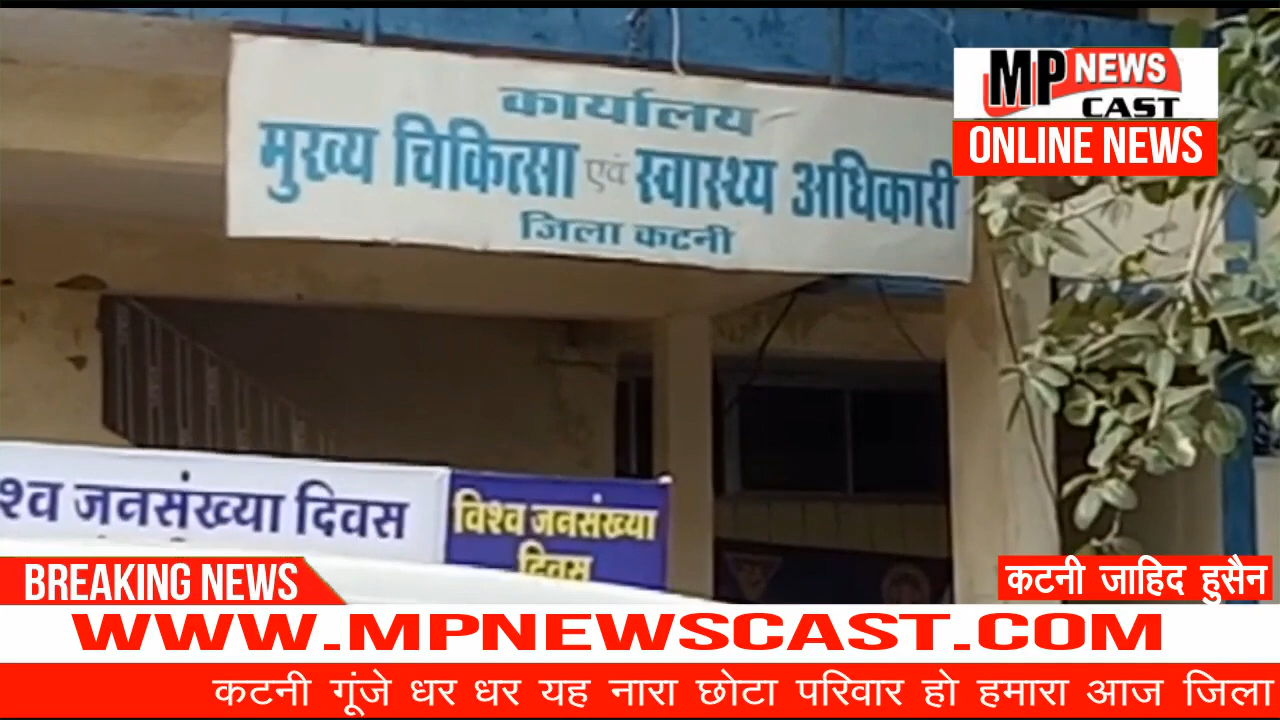 कार्यालय
मुख्य चिकित्सा एवं स्वास्थ्य अधिकारी
जिला कटनी
MP NEWS
CAST
ONLINE NEWS
श्व जनसंख्या दिवस
विश्व जनसंख्या
दिवस
BREAKING NEWS
कटनी जाहिद हुसैन
WWW.MPNEWSCAST.COM
कटनी गूंजे धर धर यह नारा छोटा परिवार हो हमारा आज जिला